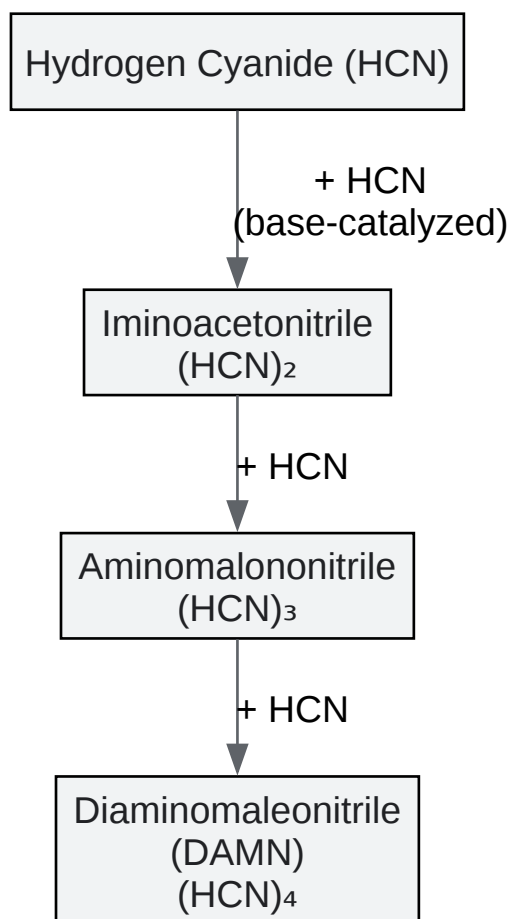 Hydrogen Cyanide (HCN)
+ HCN
(base-catalyzed)
Iminoacetonitrile
(HCN)₂
+ HCN
Aminomalononitrile
(HCN)₃
+ HCN
Diaminomaleonitrile
(DAMN)
(HCN)₄